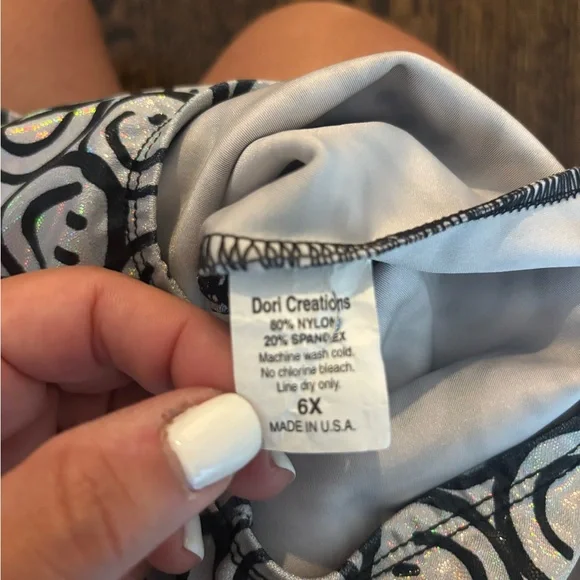 Dori Creations
80% NYLON
20% SPANDEX
Machine wash cold.
No chlorine bleach.
Line dry only.
6X
MADE IN U.S.A.